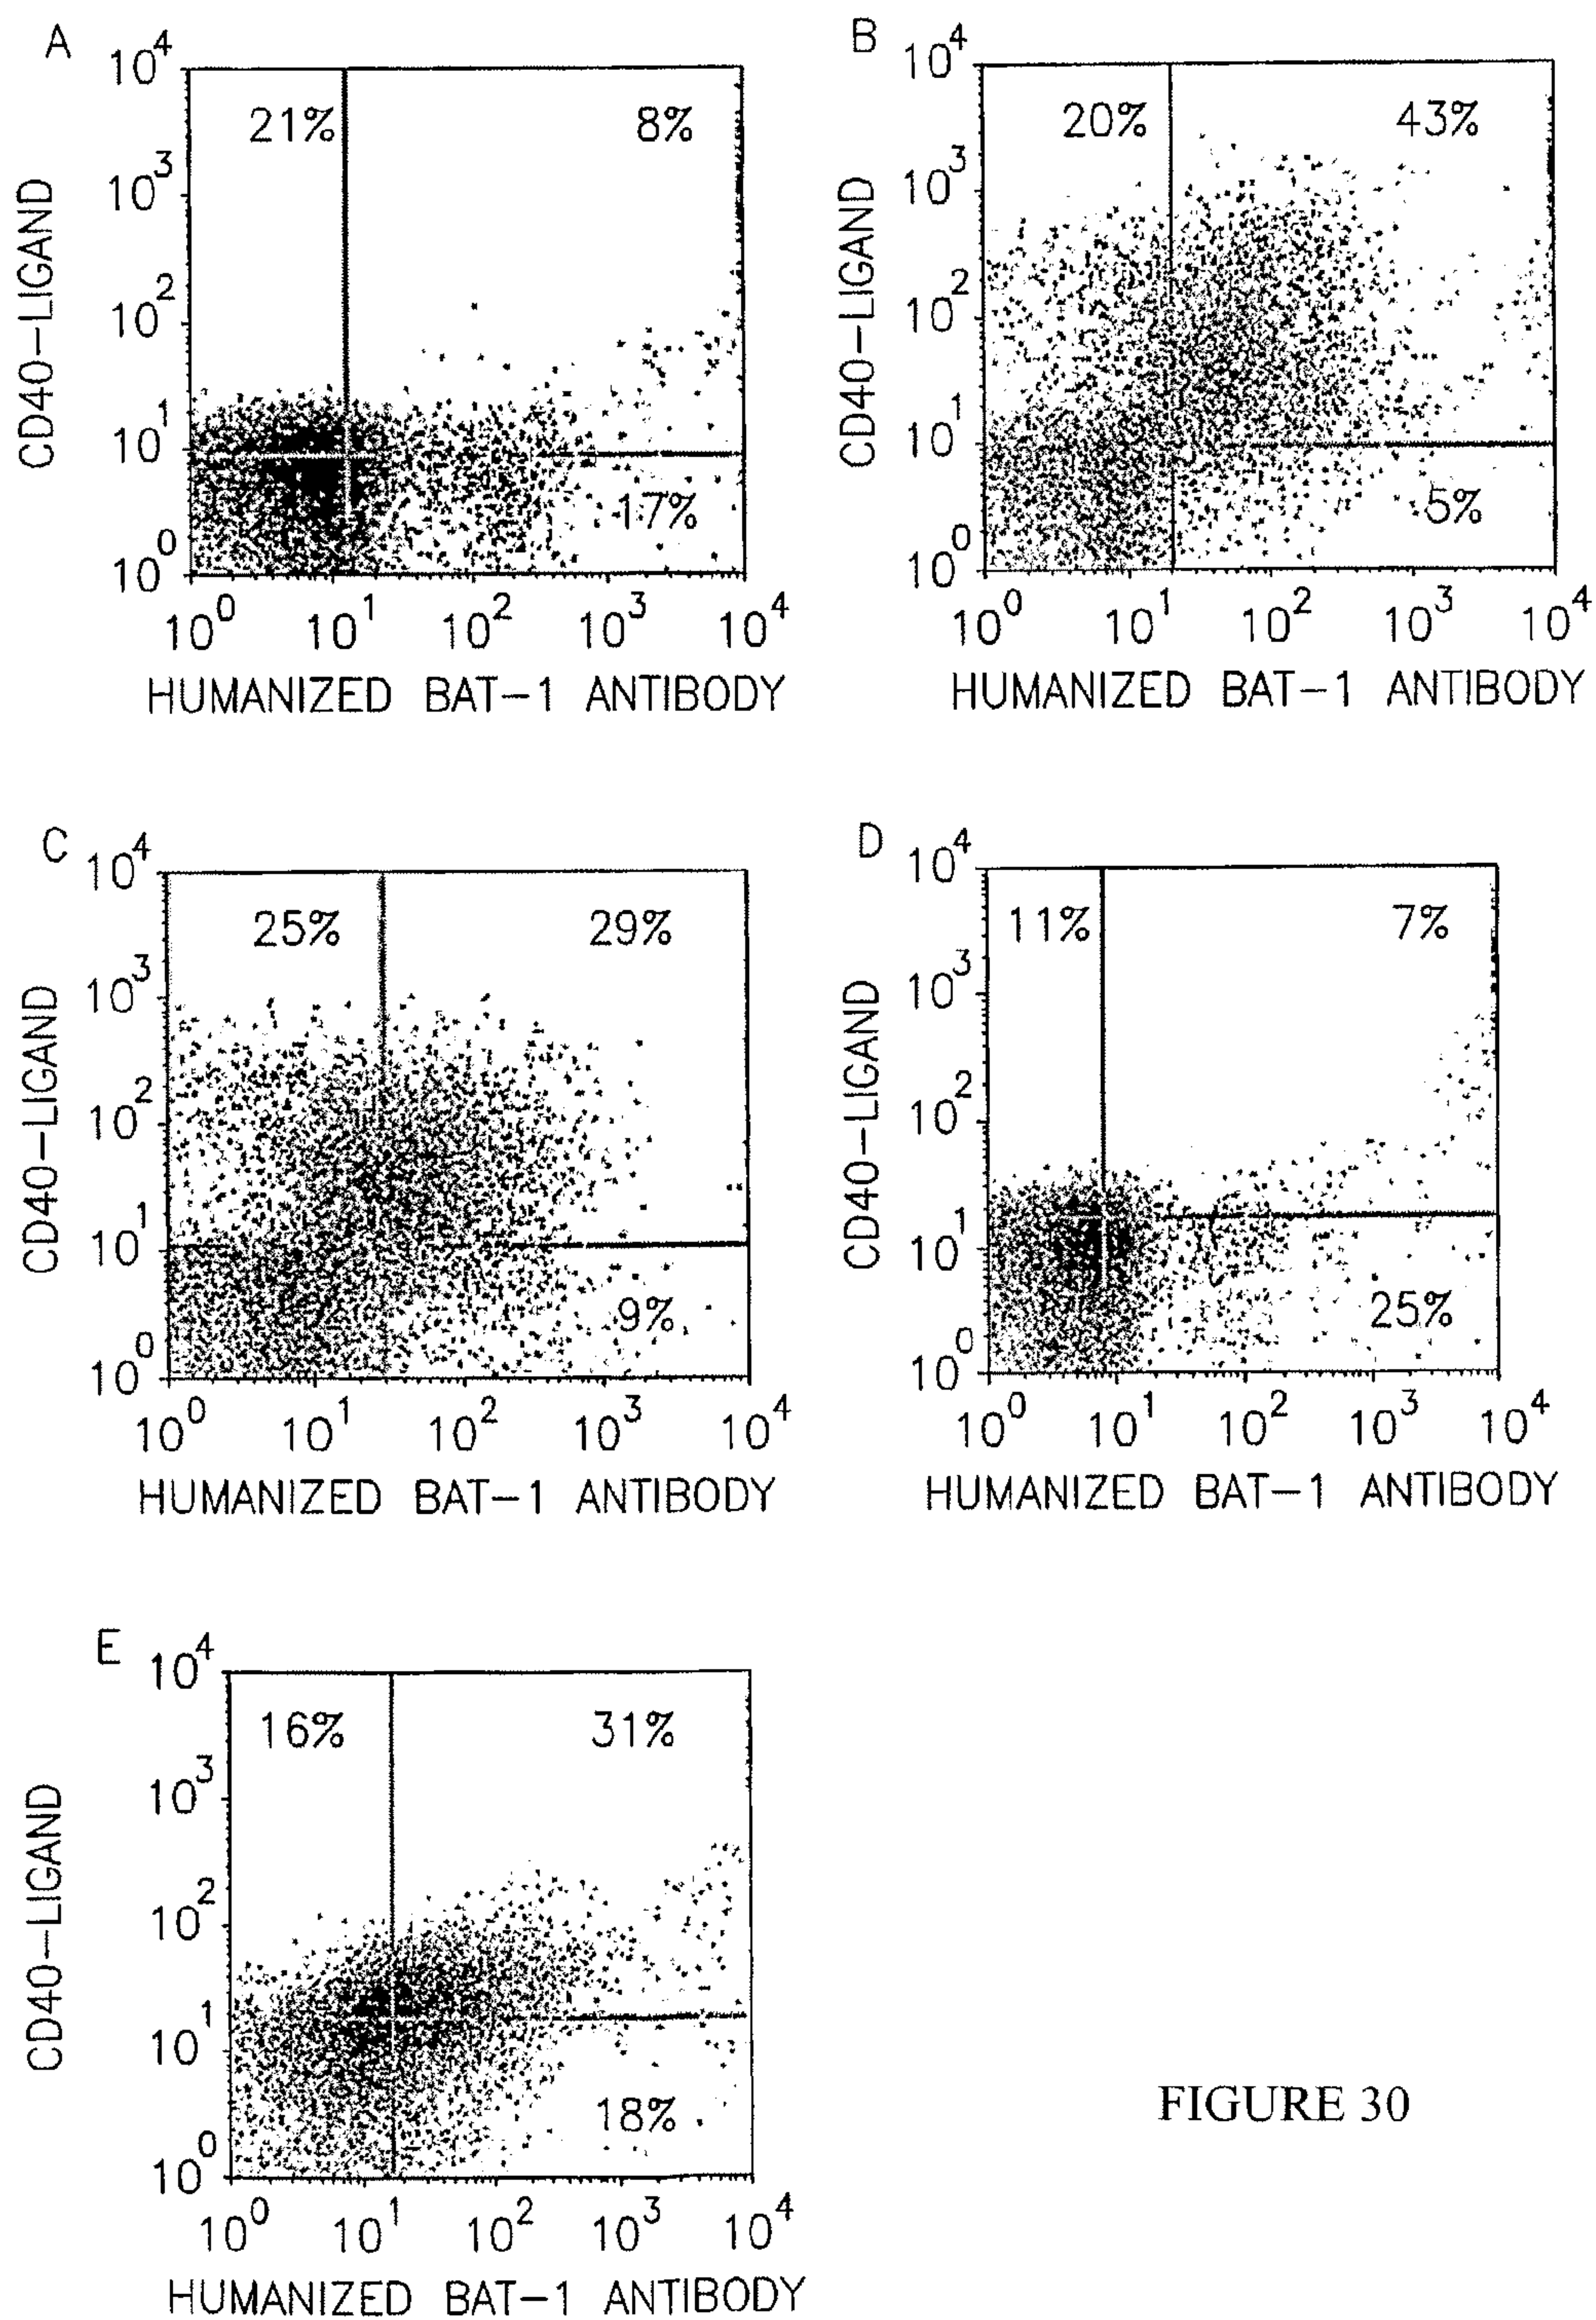 A
10^4
21%
8%
10^3
10^2
10^1
17%
10^0
CD40-LIGAND
10^0 10^1 10^2 10^3 10^4
HUMANIZED BAT-1 ANTIBODY
B
10^4
20%
43%
10^3
10^2
10^1
5%
10^0
CD40-LIGAND
10^0 10^1 10^2 10^3 10^4
HUMANIZED BAT-1 ANTIBODY
C
10^4
25%
29%
10^3
10^2
10^1
9%
10^0
CD40-LIGAND
10^0 10^1 10^2 10^3 10^4
HUMANIZED BAT-1 ANTIBODY
D
10^4
11%
7%
10^3
10^2
10^1
25%
10^0
CD40-LIGAND
10^0 10^1 10^2 10^3 10^4
HUMANIZED BAT-1 ANTIBODY
E
10^4
16%
31%
10^3
10^2
10^1
18%
10^0
CD40-LIGAND
10^0 10^1 10^2 10^3 10^4
HUMANIZED BAT-1 ANTIBODY
FIGURE 30